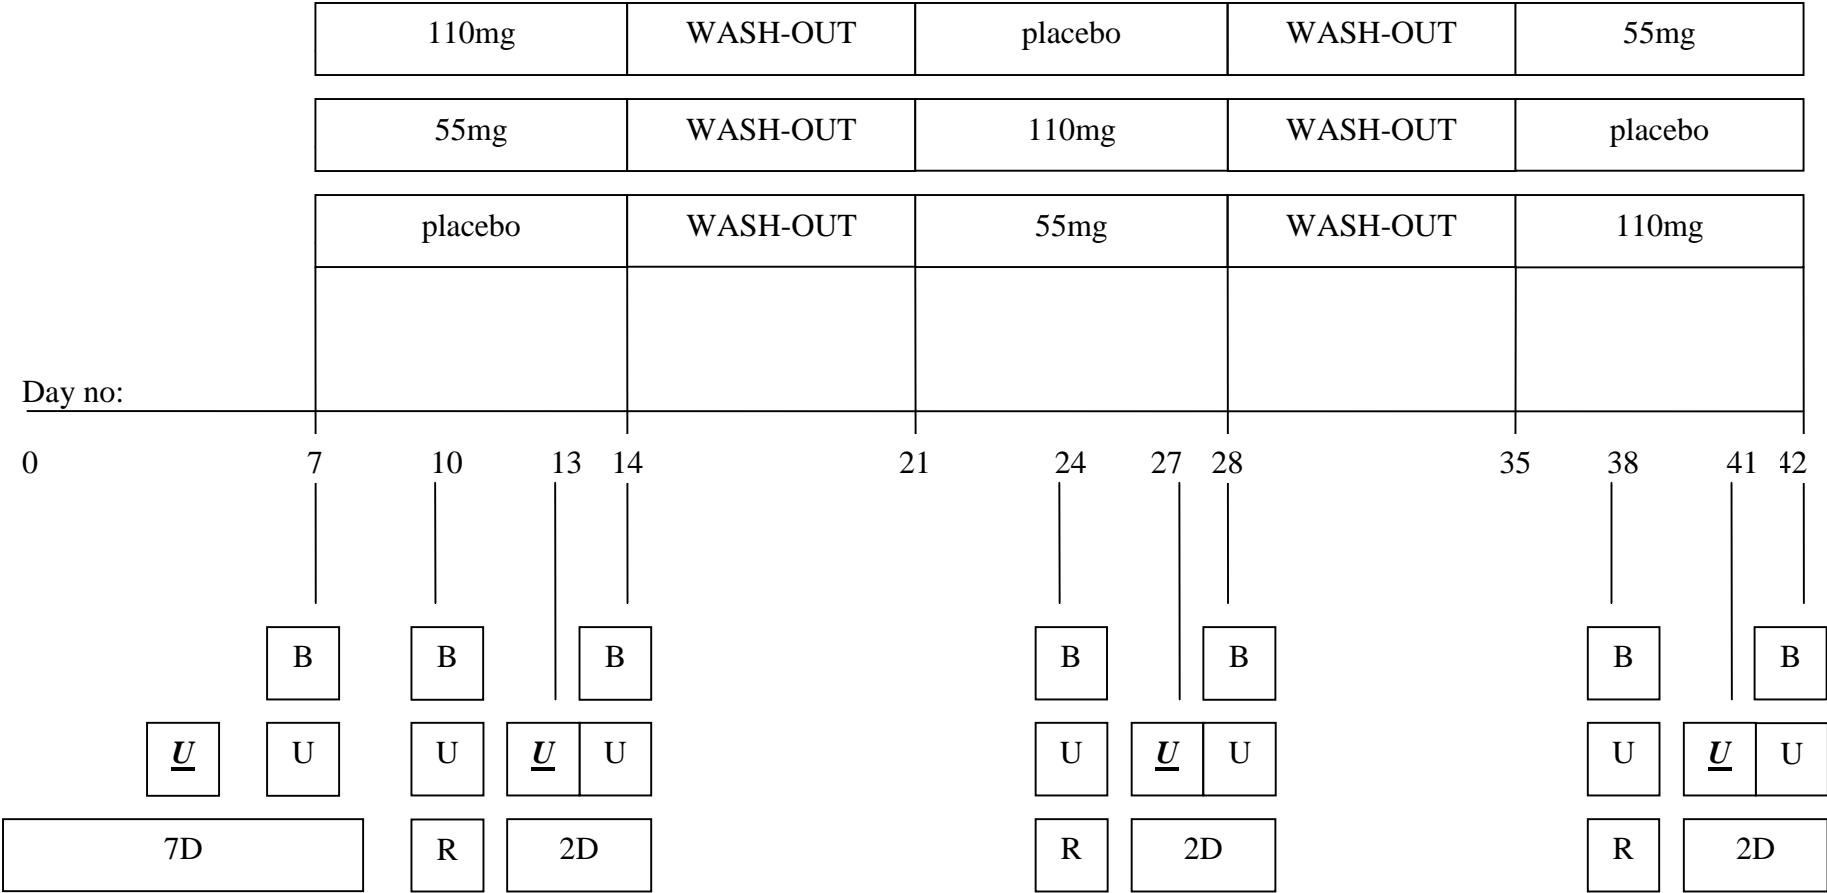 110mg WASH-OUT placebo WASH-OUT 55mg
55mg WASH-OUT 110mg WASH-OUT placebo
placebo WASH-OUT 55mg WASH-OUT 110mg
Day no:
0 7 10 13 14 21 24 27 28 35 38 41 42
B B B B B B B
U U U U U U U U U U U
7D R 2D R 2D R 2D